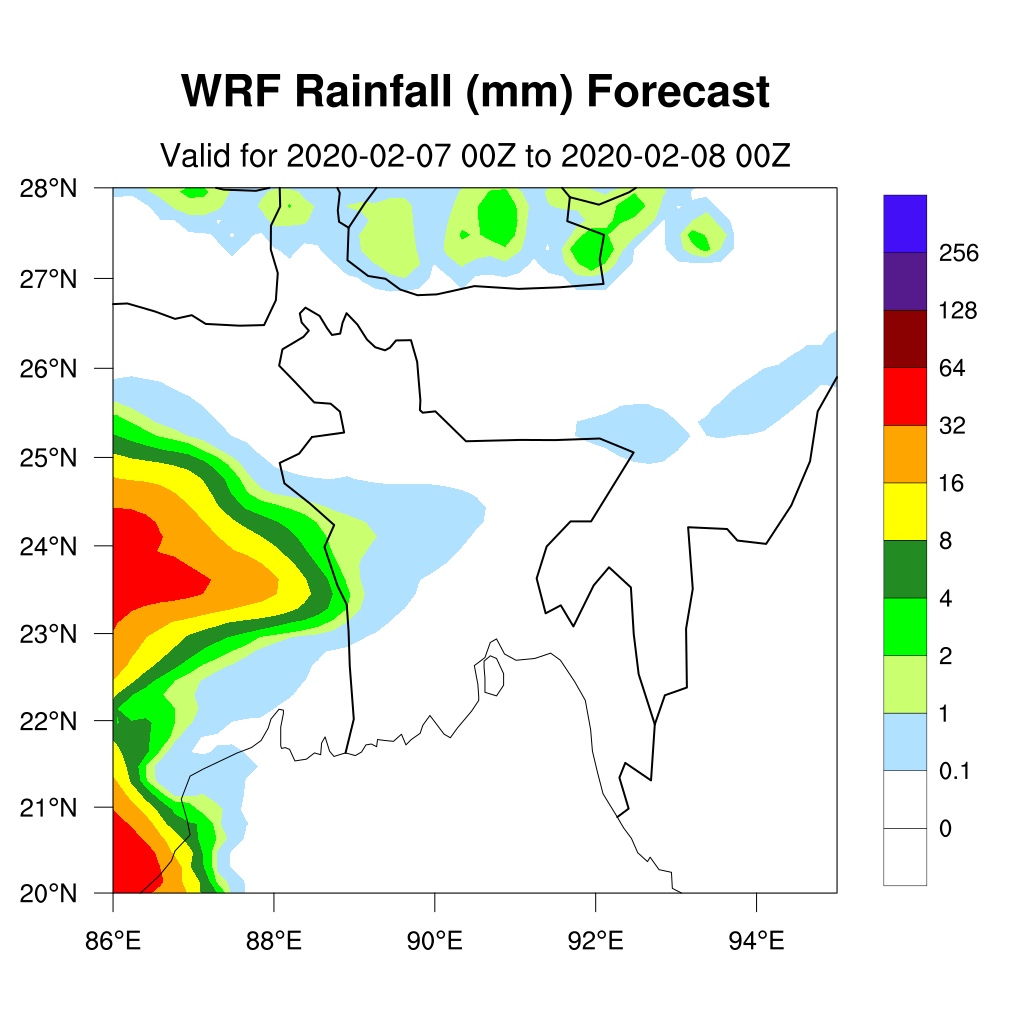 WRF Rainfall (mm) Forecast
Valid for 2020-02-07 00Z to 2020-02-08 00Z
28°N
27°N
26°N
25°N
24°N
23°N
22°N
21°N
20°N
86°E
88°E
90°E
92°E
94°E
256
128
64
32
16
8
4
2
1
0.1
0